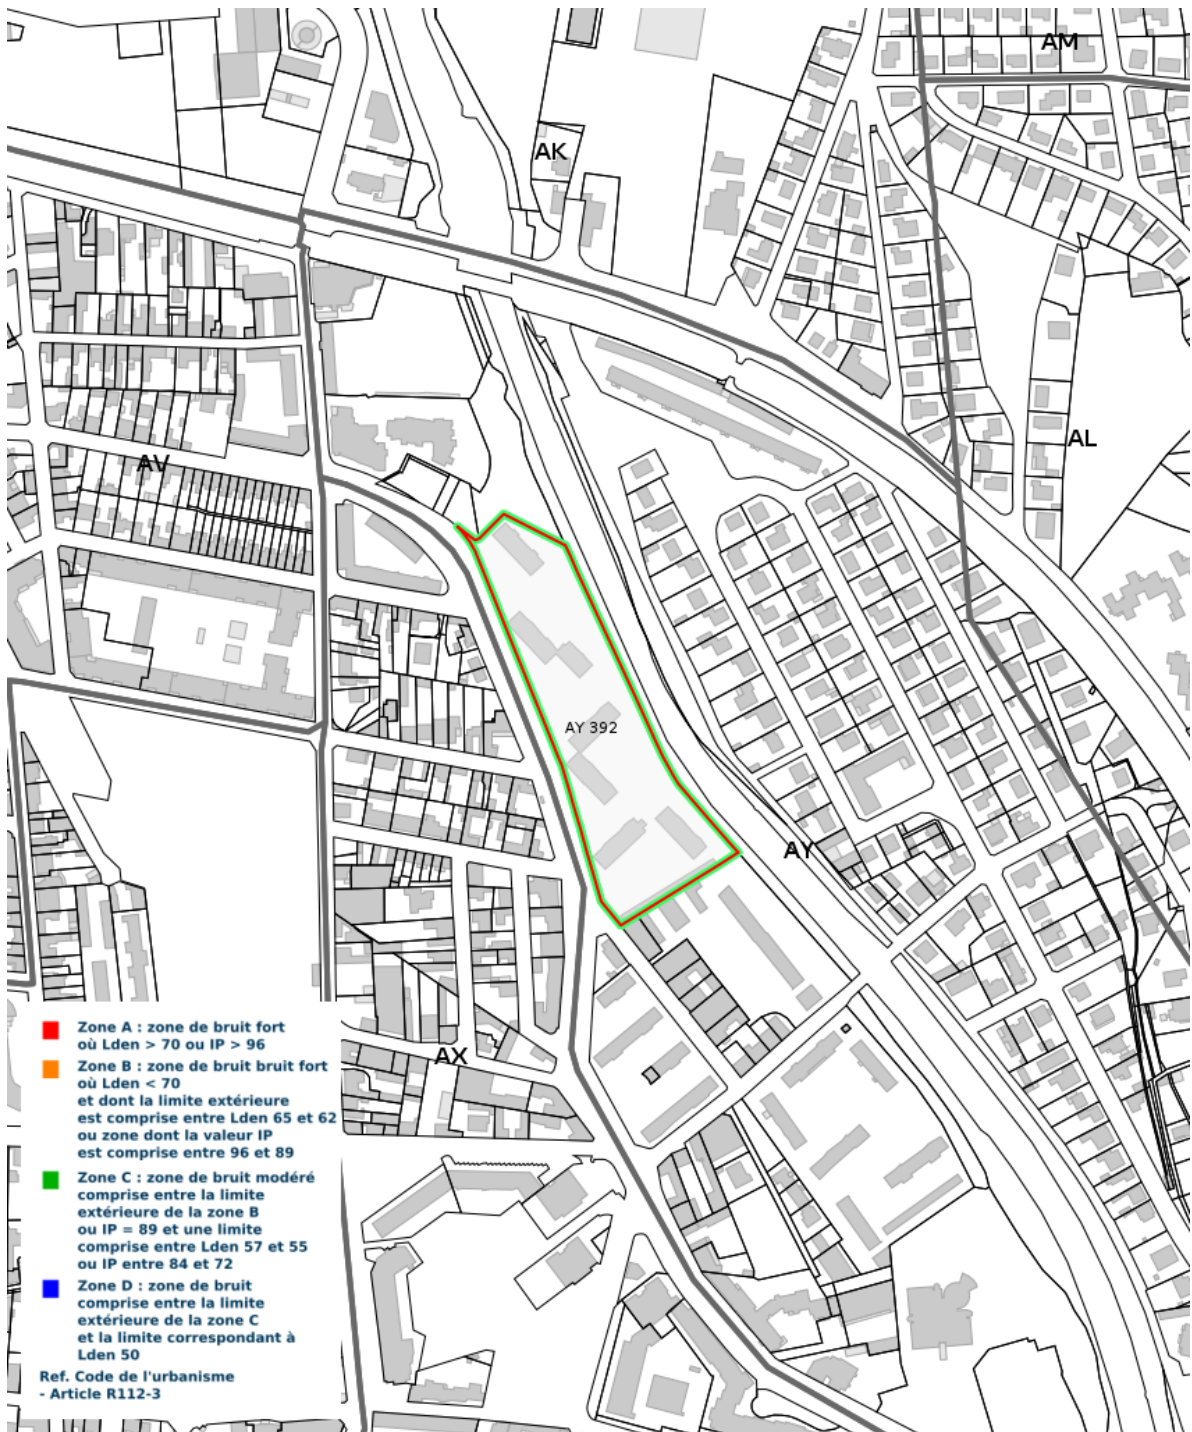 AM
AK
AL
AV
AY 392
AY
AX
Zone A : zone de bruit fort
où Lden > 70 ou IP > 96
Zone B : zone de bruit bruit fort
où Lden < 70
et dont la limite extérieure
est comprise entre Lden 65 et 62
ou zone dont la valeur IP
est comprise entre 96 et 89
Zone C : zone de bruit modéré
comprise entre la limite
extérieure de la zone B
ou IP = 89 et une limite
comprise entre Lden 57 et 55
ou IP entre 84 et 72
Zone D : zone de bruit
comprise entre la limite
extérieure de la zone C
et la limite correspondant à
Lden 50
Ref. Code de l'urbanisme
- Article R112-3